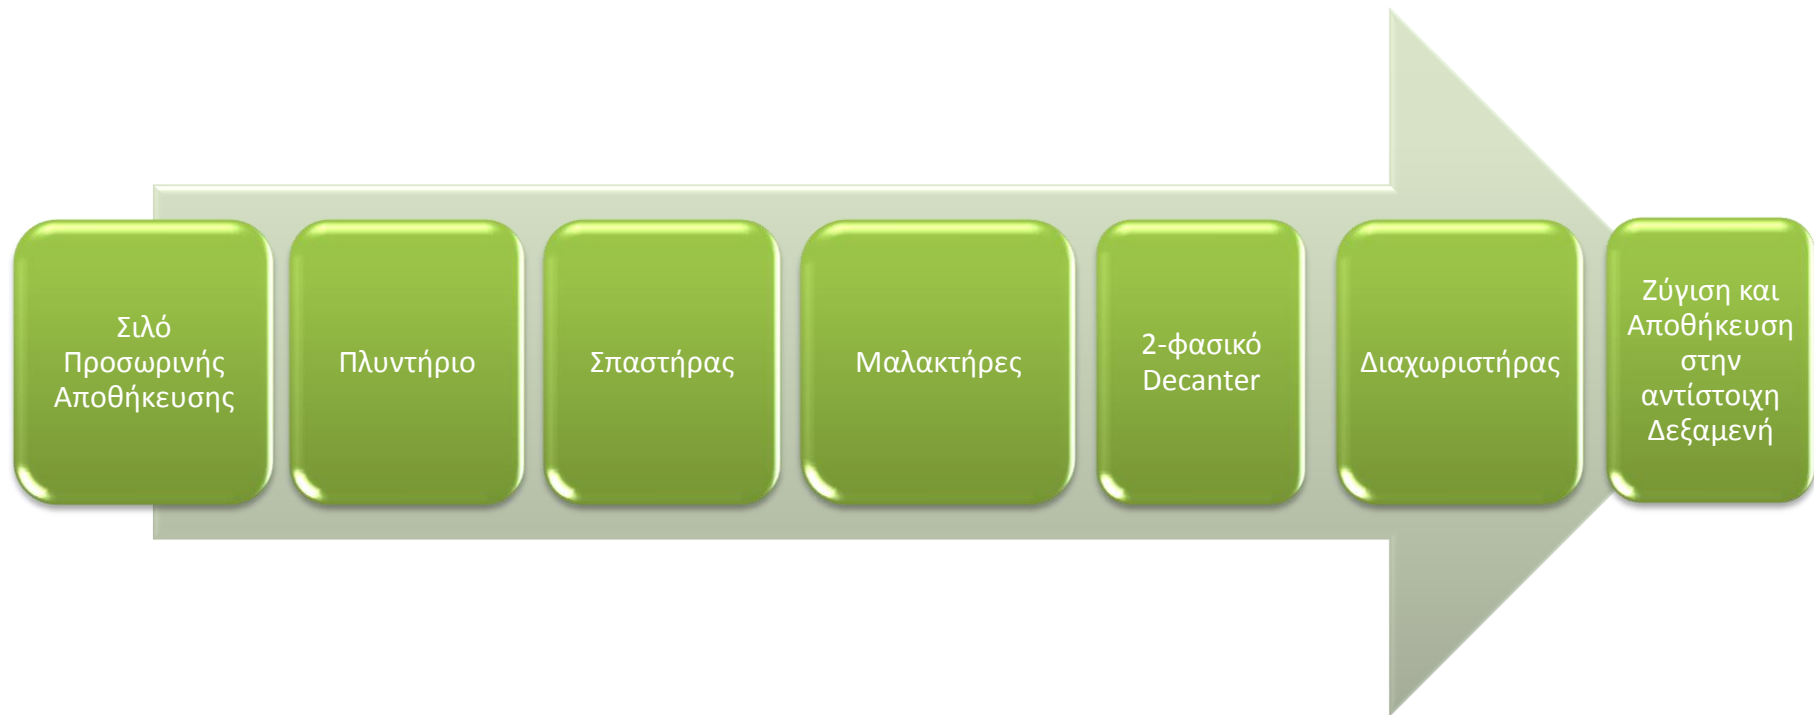 Σιλό
Προσωρινής
Αποθήκευσης
Πλυντήριο
Σπαστήρας
Μαλακτήρες
2-φασικό
Decanter
Διαχωριστήρας
Ζύγιση και
Αποθήκευση
στην
αντίστοιχη
Δεξαμενή